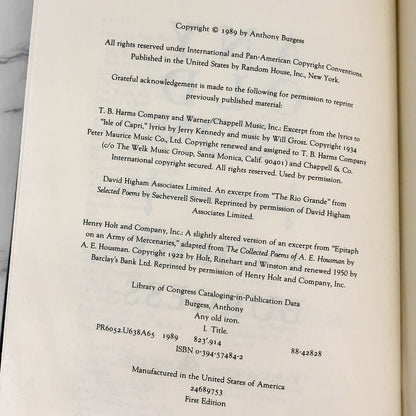 Copyright © 1989 by Anthony Burgess
All rights reserved under International and Pan-American Copyright Conventions.
Published in the United States by Random House, Inc., New York.
Grateful acknowledgement is made to the following for permission to reprint
previously published material:
T. B. Harms Company and Warner/Chappell Music, Inc.: Excerpt from the lyrics to
"Isle of Capri," lyrics by Jerry Kennedy and music by Will Grosz. Copyright 1934
Peter Maurice Music Co., Ltd. Copyright renewed and assigned to T. B. Harms Company
(c/o The Welk Music Group, Santa Monica, Calif. 90401) and Chappell & Co.
International copyright secured. All rights reserved. Used by permission.
David Higham Associates Limited. An excerpt from "The Rio Grande" from
Selected Poems by Sacheverell Sitwell. Reprinted by permission of David Higham
Associates Limited.
Henry Holt and Company, Inc.: A slightly altered version of an excerpt from "Epitaph
on an Army of Mercenaries," adapted from The Collected Poems of A. E. Housman by
A. E. Housman. Copyright 1922 by Holt, Rinehart and Winston and renewed 1950 by
Barclay's Bank Ltd. Reprinted by permission of Henry Holt and Company, Inc.
Library of Congress Cataloging-in-Publication Data
Burgess, Anthony
Any old iron.
I. Title.
PR6052.U638A65 1989 823'.914 88-42828
ISBN 0-394-57484-2
Manufactured in the United States of America
24689753
First Edition